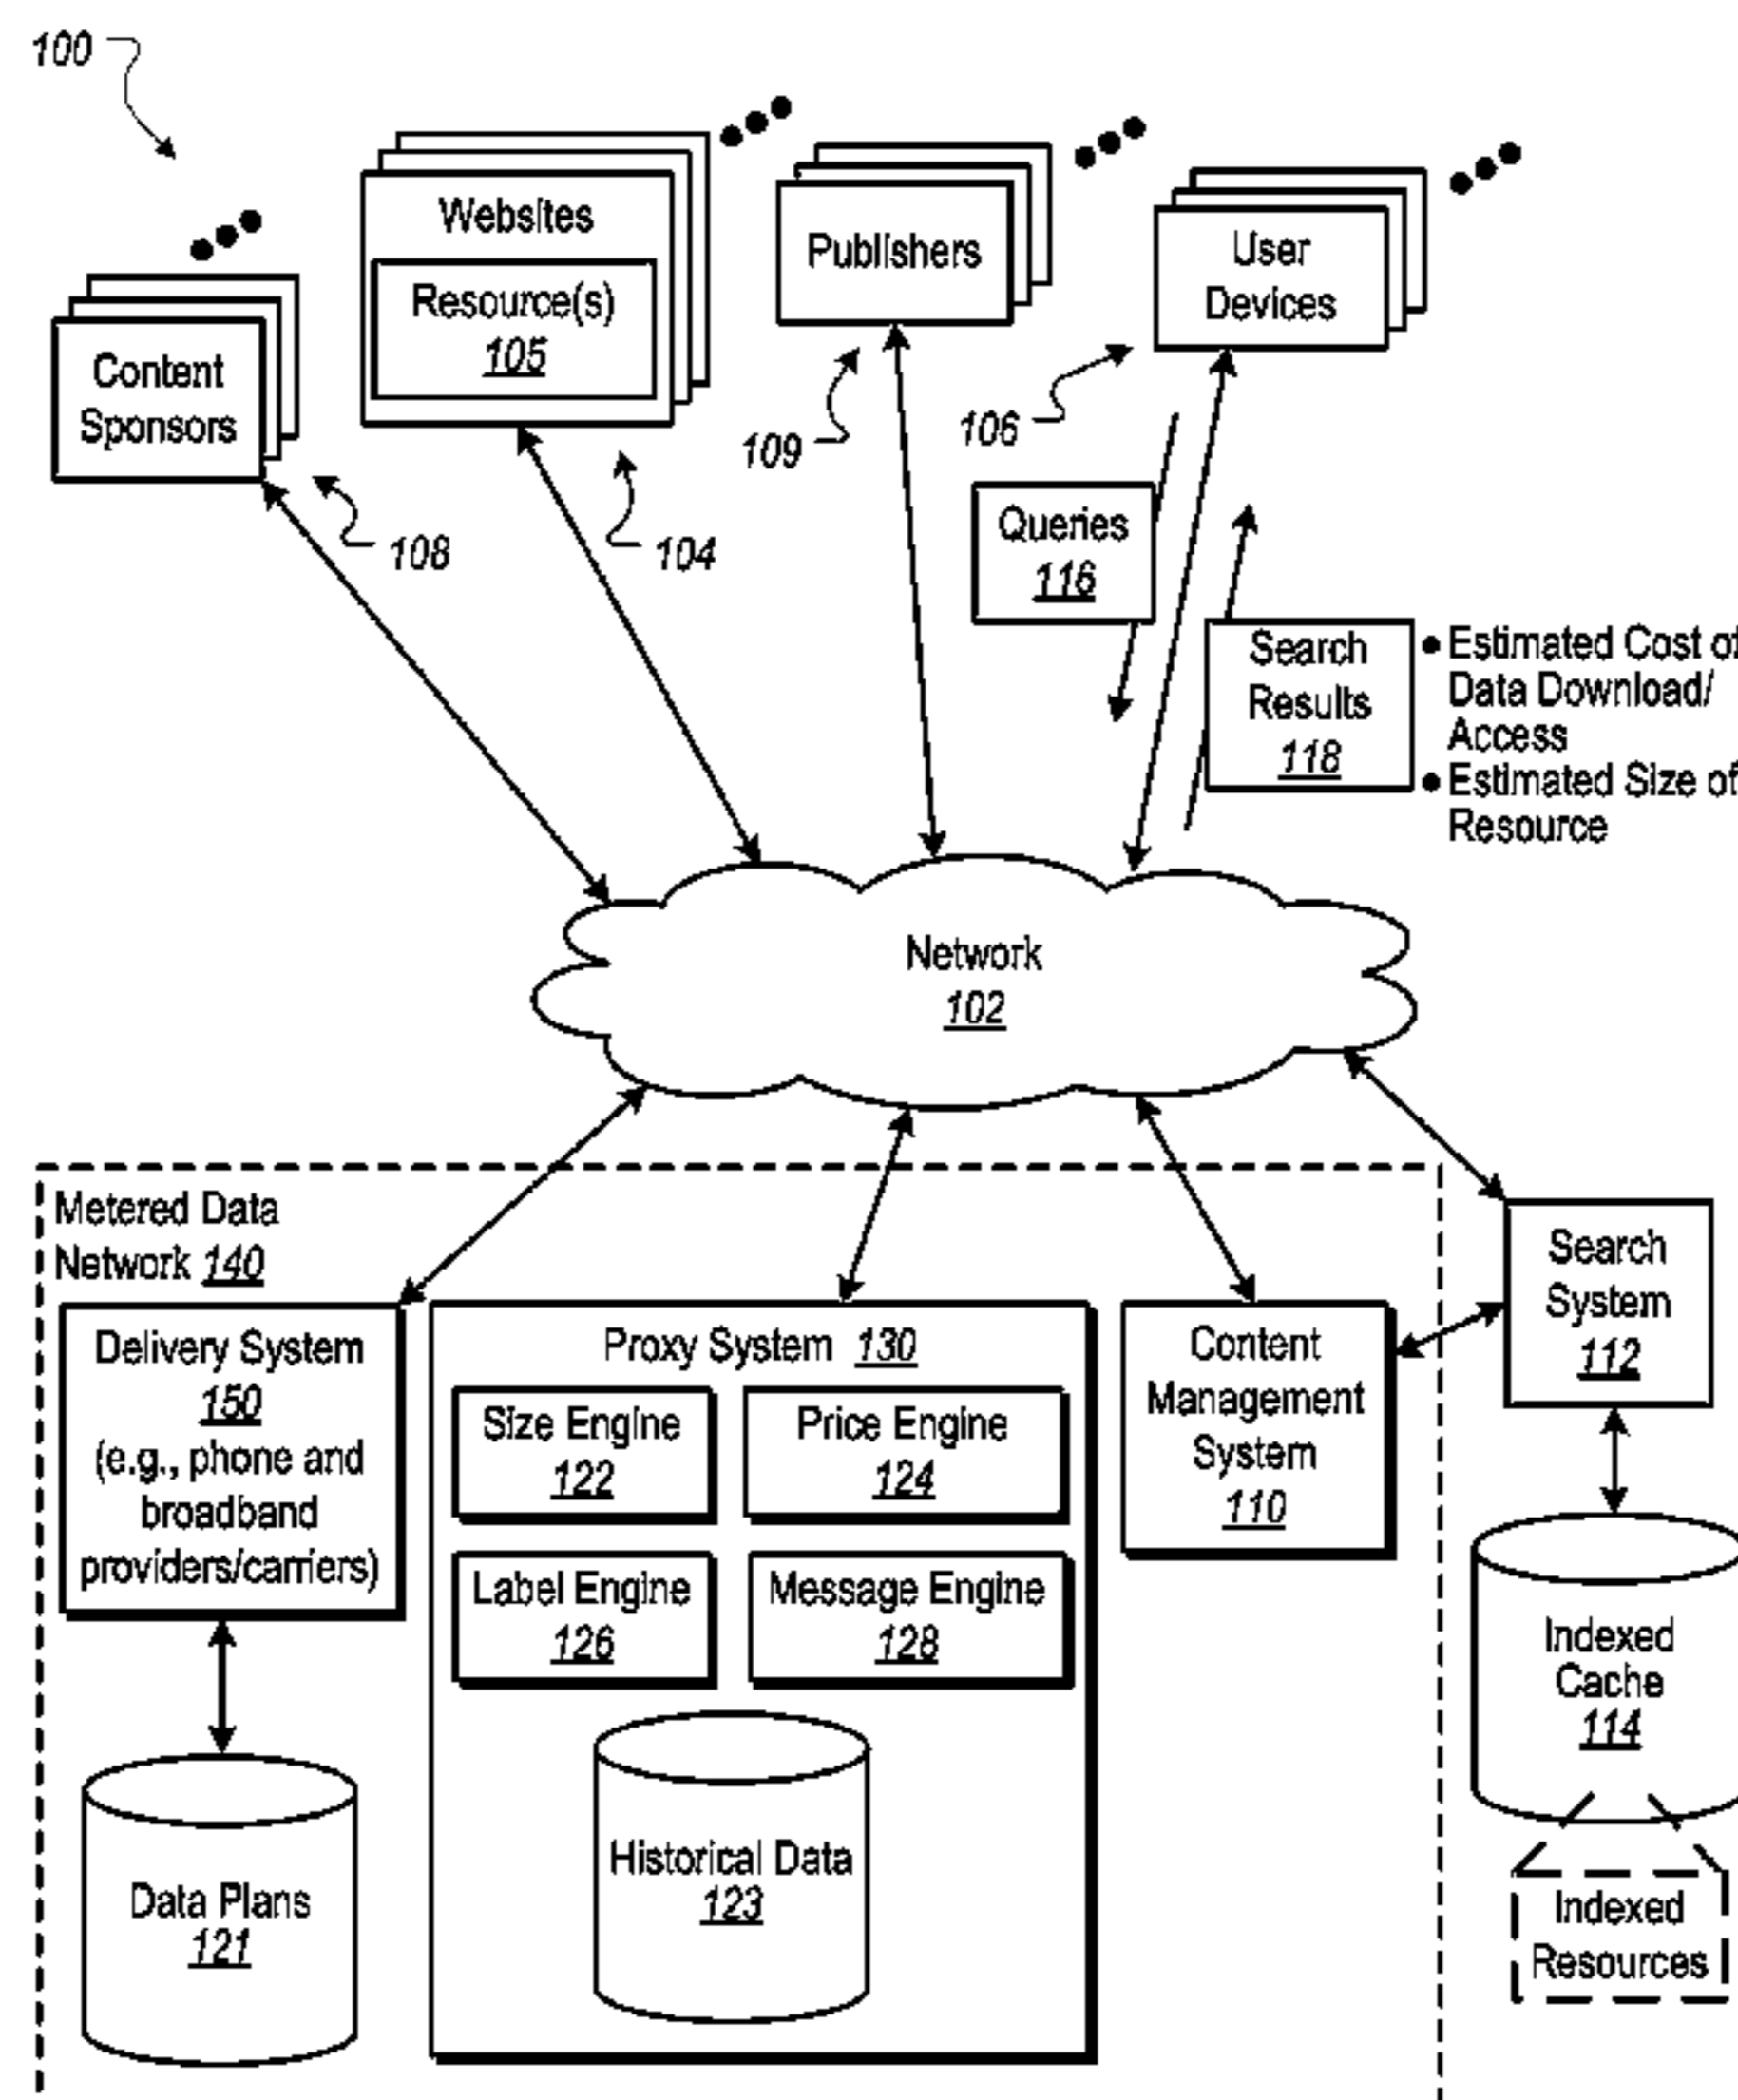 100
Websites
Resource(s)
105
Publishers
User
Devices
Content
Sponsors
108
104
109
106
Queries
116
Search
Results
118
• Estimated Cost of
Data Download/
Access
• Estimated Size of
Resource
Network
102
Metered Data
Network 140
Delivery System
150
(e.g., phone and
broadband
providers/carriers)
Proxy System 130
Size Engine
122
Price Engine
124
Label Engine
126
Message Engine
128
Historical Data
123
Content
Management
System
110
Search
System
112
Indexed
Cache
114
Indexed
Resources
Data Plans
121